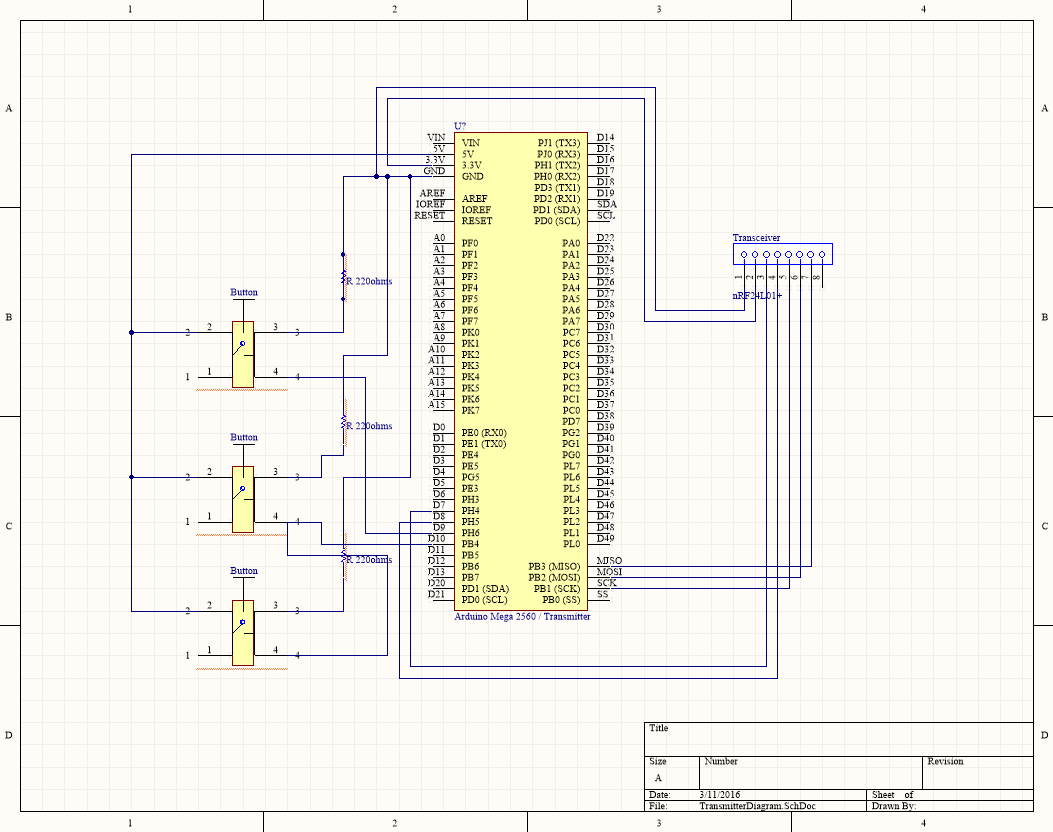 1 2 3 4
A A
B B
C C
D D
1 2 3 4
U?
VIN VIN PJ1 (TX3) D14
5V 5V PJ0 (RX3) D15
3.3V 3.3V PH1 (TX2) D16
GND GND PH0 (RX2) D17
PD3 (TX1) D18
AREF AREF PD2 (RX1) D19
IOREF IOREF PD1 (SDA) SDA
RESET RESET PD0 (SCL) SCL
A0 PF0 PA0 D22
A1 PF1 PA1 D23
A2 PF2 PA2 D24
A3 PF3 PA3 D25
A4 PF4 PA4 D26
A5 PF5 PA5 D27
A6 PF6 PA6 D28
A7 PF7 PA7 D29
A8 PK0 PC7 D30
A9 PK1 PC6 D31
A10 PK2 PC5 D32
A11 PK3 PC4 D33
A12 PK4 PC3 D34
A13 PK5 PC2 D35
A14 PK6 PC1 D36
A15 PK7 PC0 D37
PD7 D38
D0 PE0 (RX0) PG2 D39
D1 PE1 (TX0) PG1 D40
D2 PE4 PG0 D41
D3 PE5 PL7 D42
D4 PG5 PL6 D43
D5 PE3 PL5 D44
D6 PH3 PL4 D45
D7 PH4 PL3 D46
D8 PH5 PL2 D47
D9 PH6 PL1 D48
D10 PB4 PL0 D49
D11 PB5
D12 PB6 PB3 (MISO) MISO
D13 PB7 PB2 (MOSI) MOSI
D20 PD1 (SDA) PB1 (SCK) SCK
D21 PD0 (SCL) PB0 (SS) SS
Arduino Mega 2560 / Transmitter
Transceiver
1 2 3 4 5 6 7 8
nRF24L01+
R 220ohms
Button
2 2 3 3
1 1 4 4
R 220ohms
Button
2 2 3 3
1 1 4 4
R 220ohms
Button
2 2 3 3
1 1 4 4
Title
Size Number Revision
A
Date: 3/11/2016 Sheet of
File: TransmitterDiagram.SchDoc Drawn By: